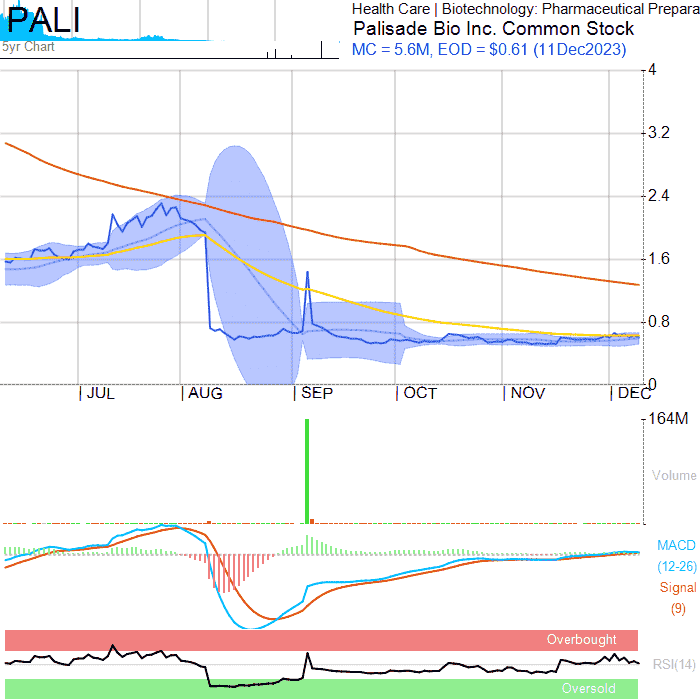 PALI
5yr Chart
Health Care | Biotechnology: Pharmaceutical Prepara
Palisade Bio Inc. Common Stock
MC = 5.6M, EOD = $0.61 (11Dec2023)
4
3.2
2.4
1.6
0.8
0
JUL AUG SEP OCT NOV DEC
164M
Volume
MACD
(12-26)
Signal
(9)
Overbought
RSI(14)
Oversold